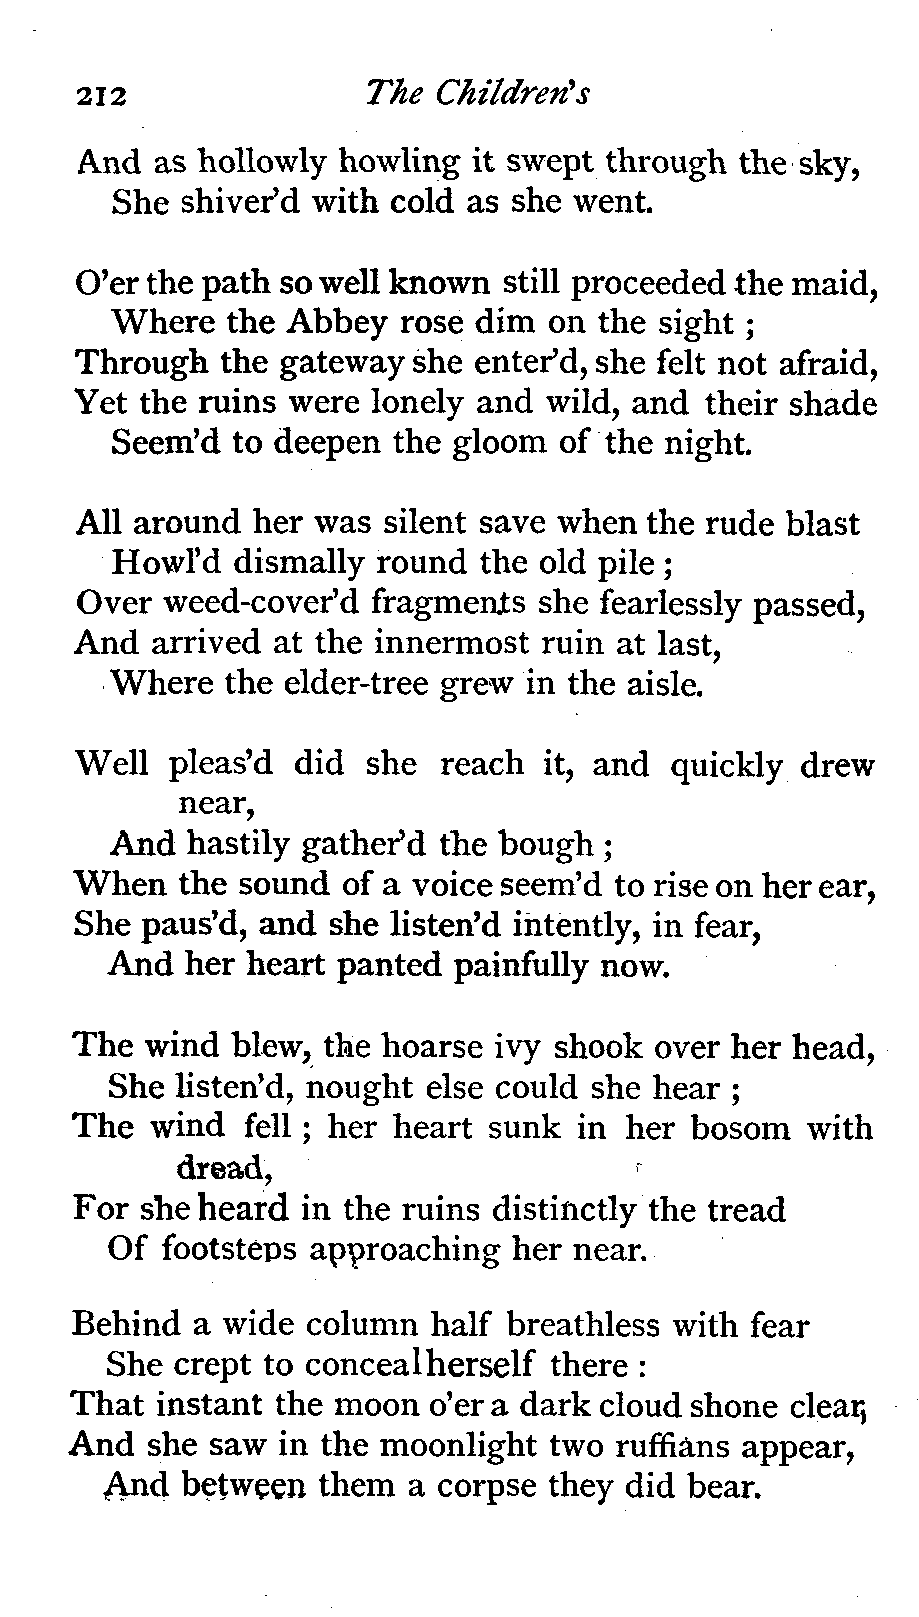 212 The Children's
And as hollowly howling it swept through the sky,
She shiver'd with cold as she went.
O'er the path so well known still proceeded the maid,
Where the Abbey rose dim on the sight ;
Through the gateway she enter'd, she felt not afraid,
Yet the ruins were lonely and wild, and their shade
Seem'd to deepen the gloom of the night.
All around her was silent save when the rude blast
Howl'd dismally round the old pile ;
Over weed-cover'd fragments she fearlessly passed,
And arrived at the innermost ruin at last,
Where the elder-tree grew in the aisle.
Well pleas'd did she reach it, and quickly drew
near,
And hastily gather'd the bough ;
When the sound of a voice seem'd to rise on her ear,
She paus'd, and she listen'd intently, in fear,
And her heart panted painfully now.
The wind blew, the hoarse ivy shook over her head,
She listen'd, nought else could she hear ;
The wind fell ; her heart sunk in her bosom with
dread,
For she heard in the ruins distinctly the tread
Of footsteps approaching her near.
Behind a wide column half breathless with fear
She crept to conceal herself there :
That instant the moon o'er a dark cloud shone clear,
And she saw in the moonlight two ruffians appear,
And between them a corpse they did bear.